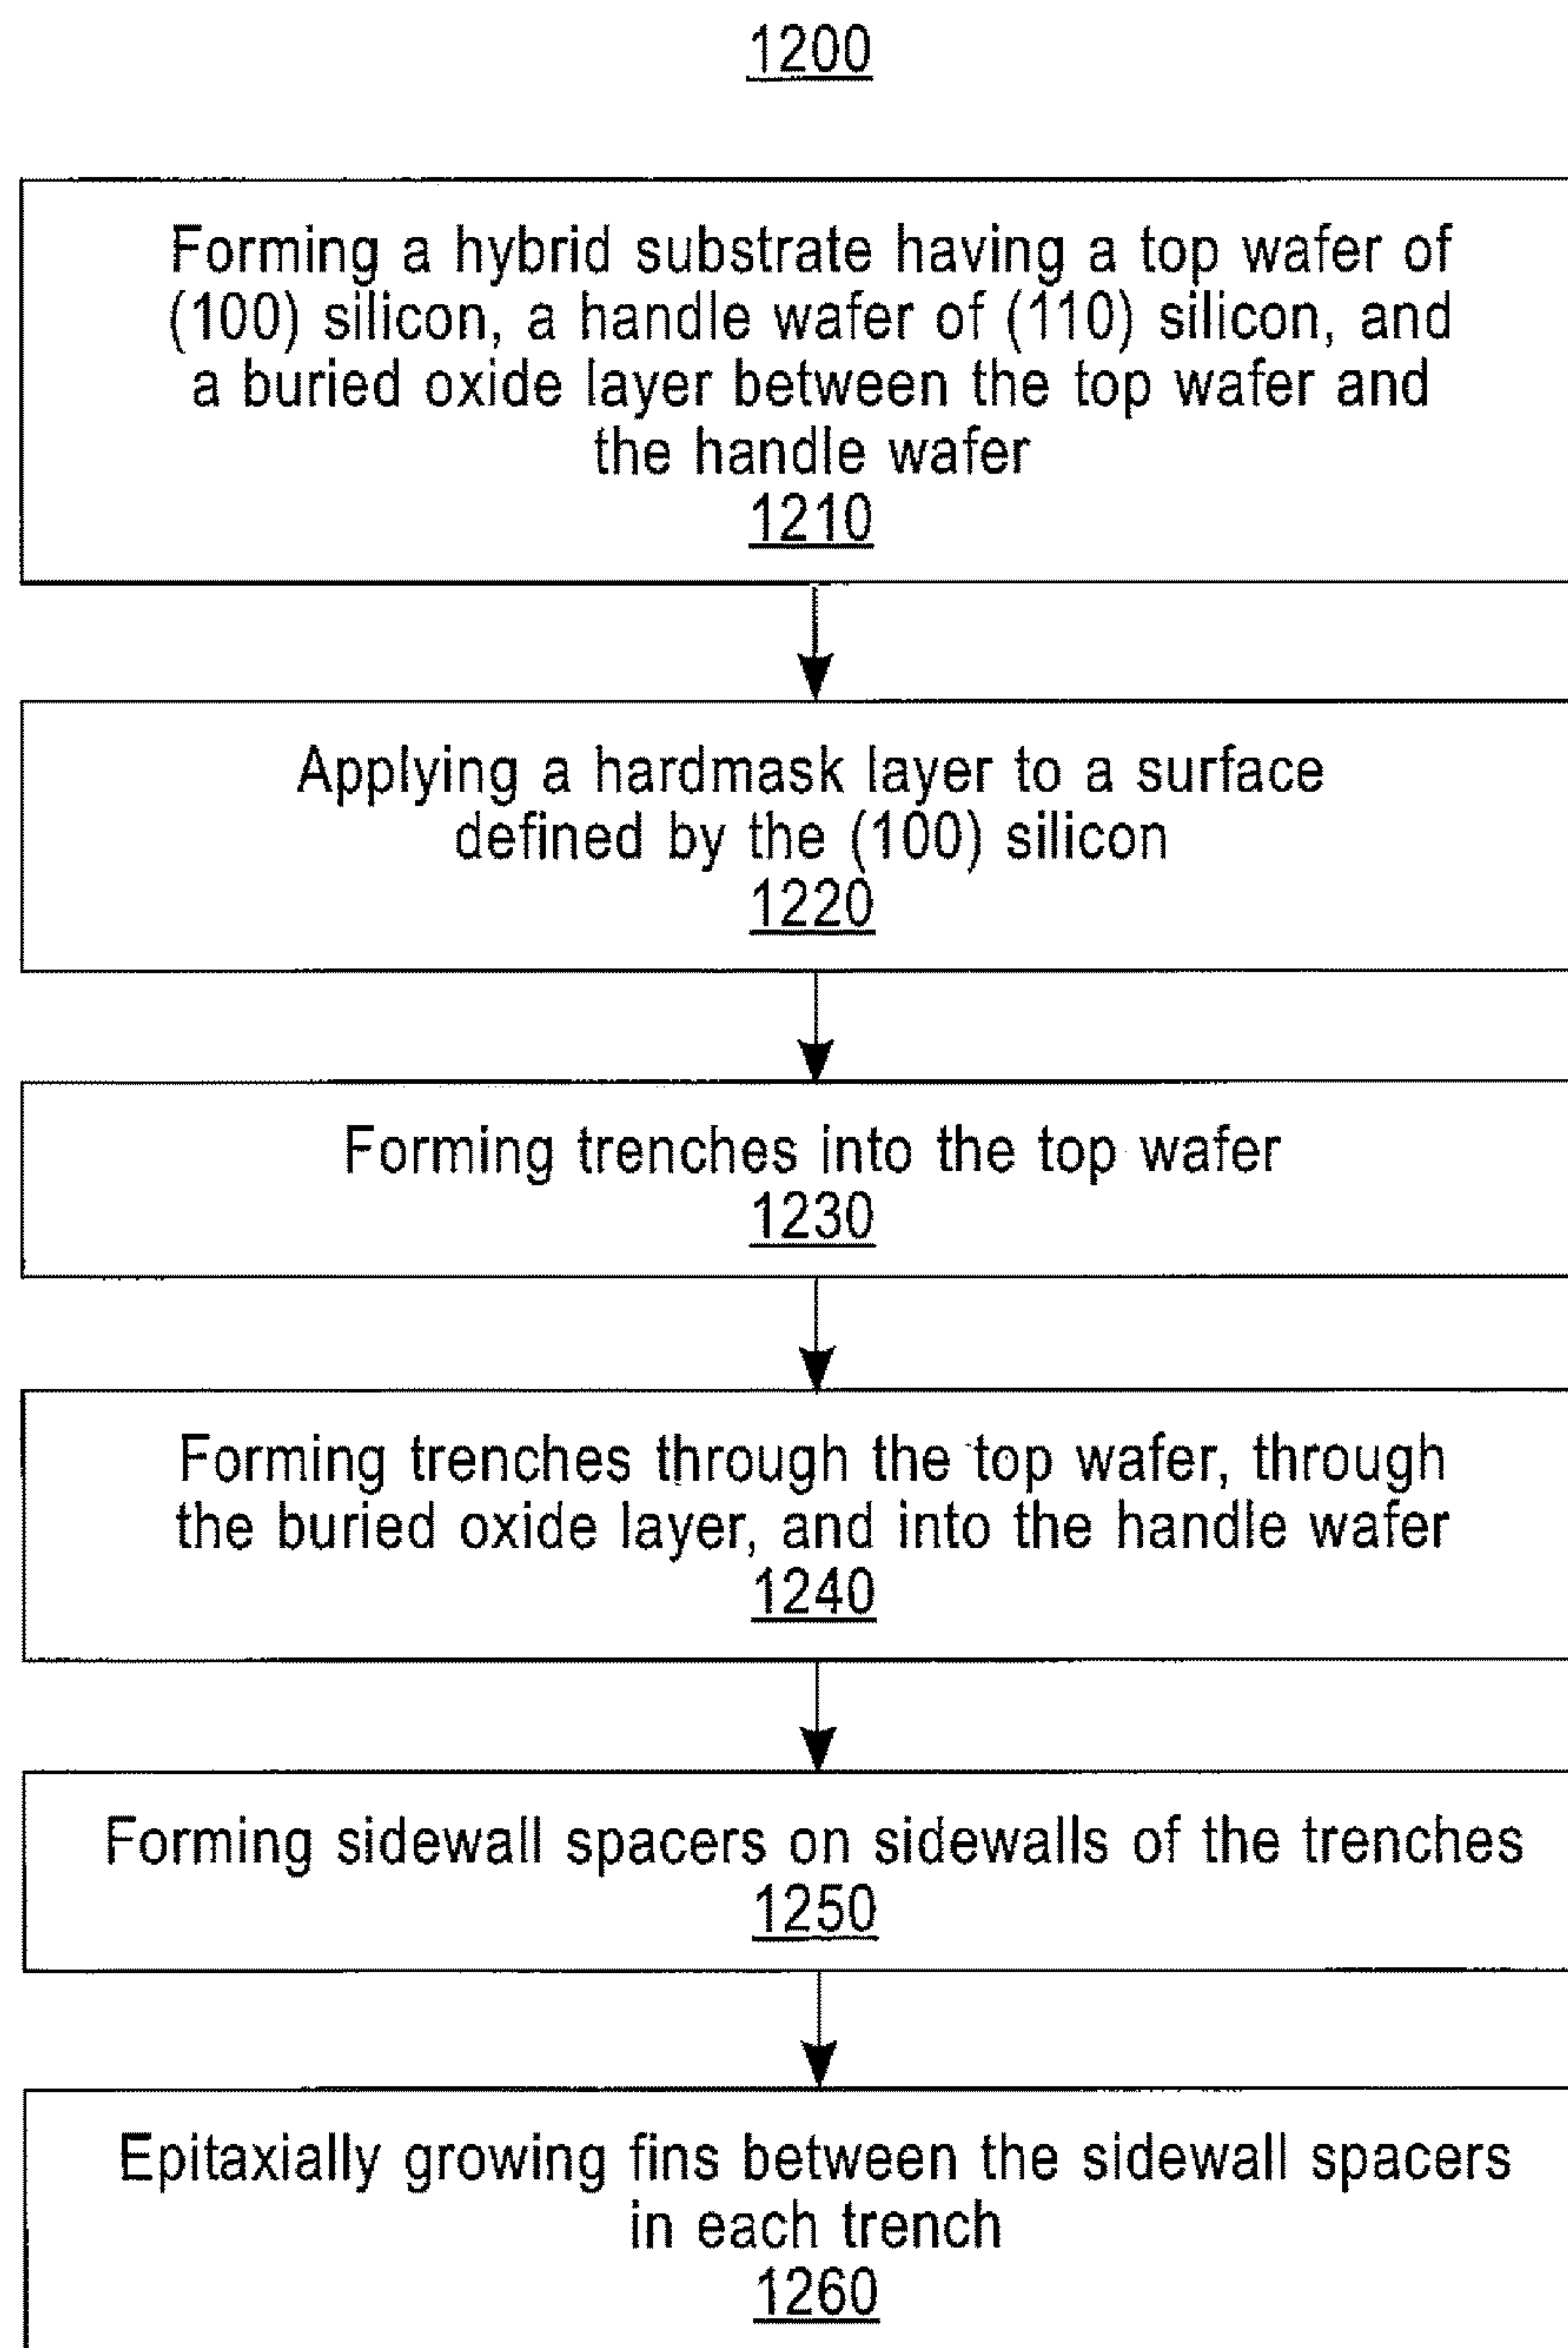 1200
Forming a hybrid substrate having a top wafer of
(100) silicon, a handle wafer of (110) silicon, and
a buried oxide layer between the top wafer and
the handle wafer
1210
Applying a hardmask layer to a surface
defined by the (100) silicon
1220
Forming trenches into the top wafer
1230
Forming trenches through the top wafer, through
the buried oxide layer, and into the handle wafer
1240
Forming sidewall spacers on sidewalls of the trenches
1250
Epitaxially growing fins between the sidewall spacers
in each trench
1260